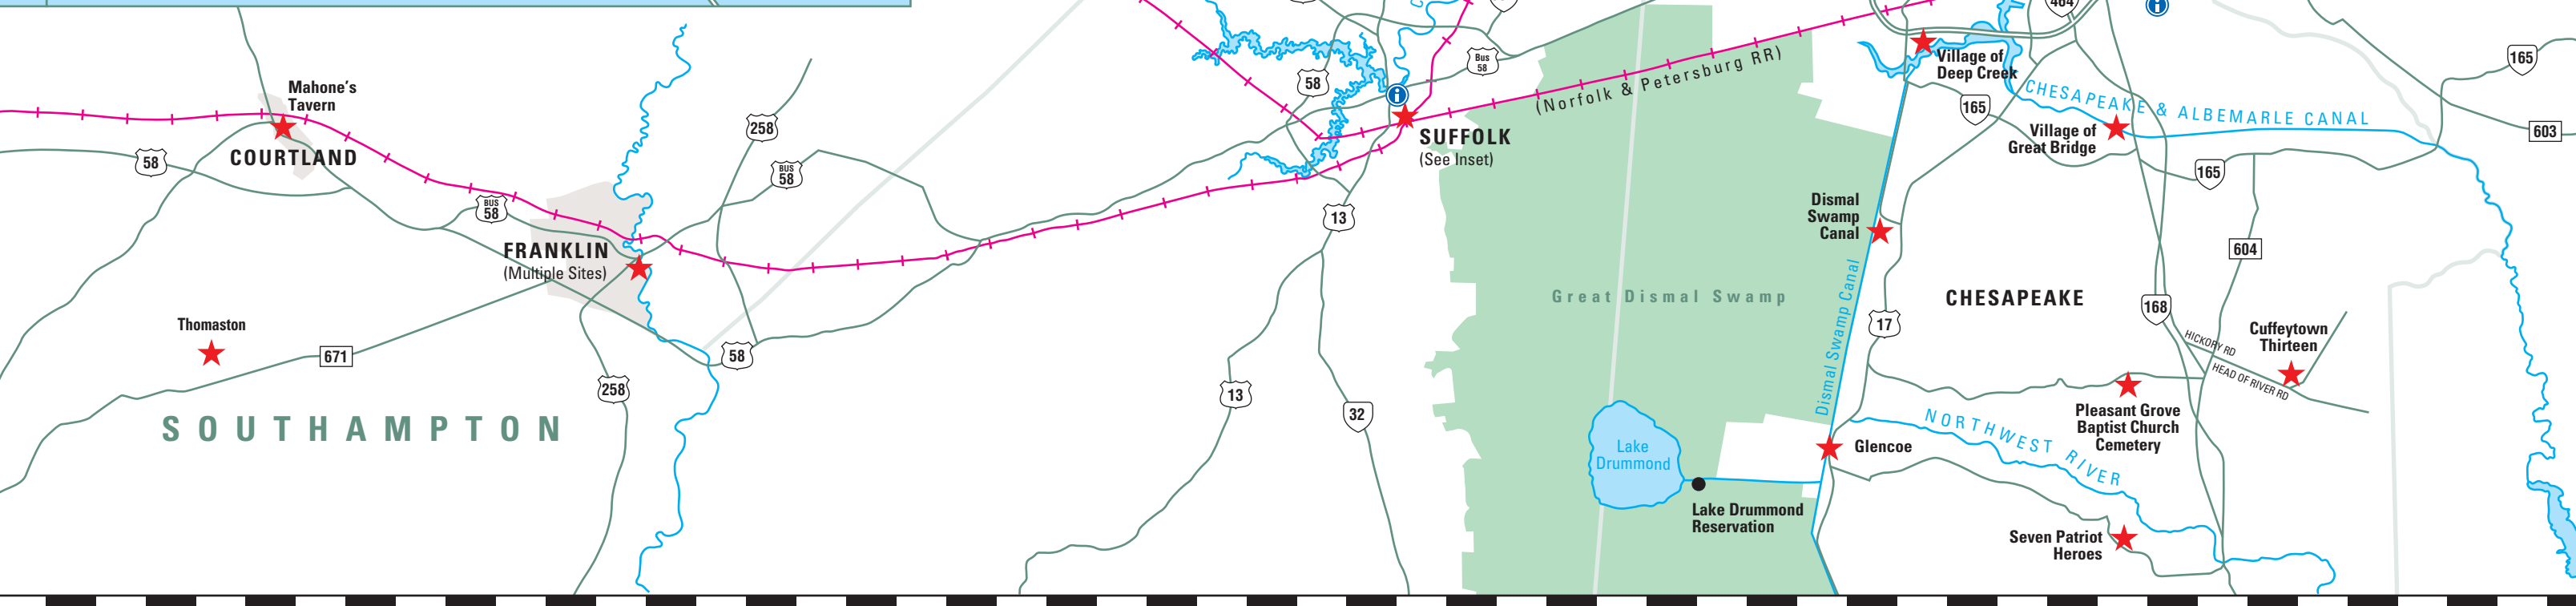 Mahone's
Tavern
COURTLAND
58
BUS
58
FRANKLIN
(Multiple Sites)
Thomaston
671
SOUTHAMPTON
258
258
BUS
58
58
58
Bus
58
SUFFOLK
(See Inset)
(Norfolk & Petersburg RR)
13
13
32
Great Dismal Swamp
Lake
Drummond
Lake Drummond
Reservation
Dismal Swamp Canal
Dismal
Swamp
Canal
17
Glencoe
464
Village of
Deep Creek
165
CHESAPEAKE & ALBEMARLE CANAL
Village of
Great Bridge
165
165
603
604
CHESAPEAKE
168
HICKORY RD
HEAD OF RIVER RD
Cuffeytown
Thirteen
Pleasant Grove
Baptist Church
Cemetery
NORTHWEST RIVER
Seven Patriot
Heroes